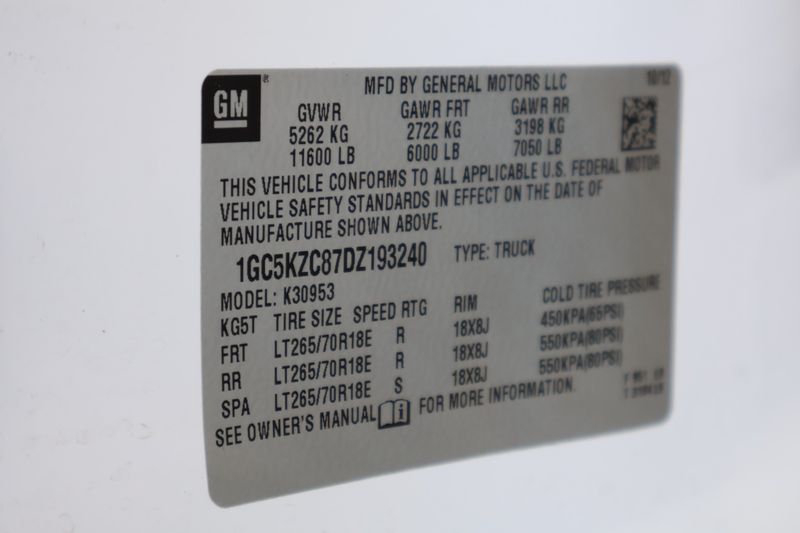 GM
MFD BY GENERAL MOTORS LLC 10/12
GVWR GAWR FRT GAWR RR
5262 KG 2722 KG 3198 KG
11600 LB 6000 LB 7050 LB
THIS VEHICLE CONFORMS TO ALL APPLICABLE U.S. FEDERAL MOTOR
VEHICLE SAFETY STANDARDS IN EFFECT ON THE DATE OF
MANUFACTURE SHOWN ABOVE.
1GC5KZC87DZ193240 TYPE: TRUCK
MODEL: K30953
KG5T TIRE SIZE SPEED RTG RIM COLD TIRE PRESSURE
FRT LT265/70R18E R 18X8J 450KPA(65PSI)
RR LT265/70R18E R 18X8J 550KPA(80PSI)
SPA LT265/70R18E S 18X8J 550KPA(80PSI)
SEE OWNER'S MANUAL FOR MORE INFORMATION.